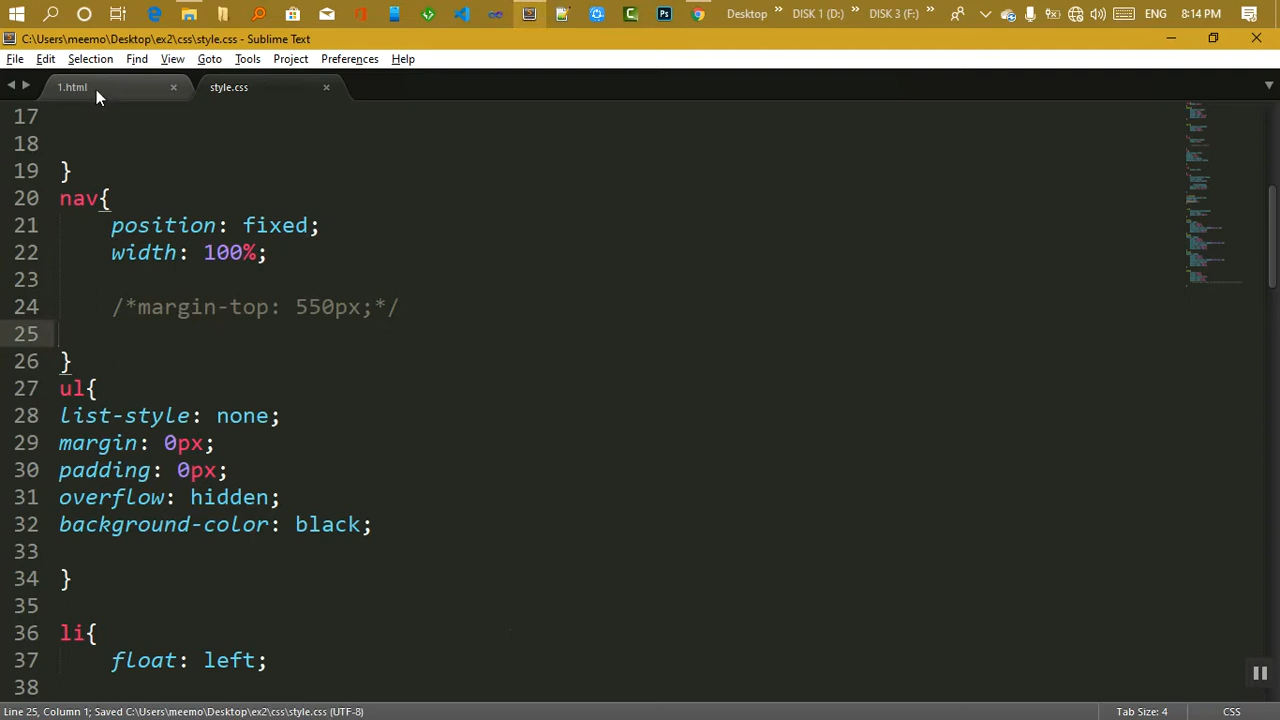 Desktop
DISK 1 (D:)
DISK 3 (F:)
ENG
8:14 PM
C:\Users\meemo\Desktop\ex2\css\style.css - Sublime Text
File Edit Selection Find View Goto Tools Project Preferences Help
1.html
style.css
17
18
19 }
20 nav{
21 position: fixed;
22 width: 100%;
23
24 /*margin-top: 550px;*/
25
26 }
27 ul{
28 list-style: none;
29 margin: 0px;
30 padding: 0px;
31 overflow: hidden;
32 background-color: black;
33
34 }
35
36 li{
37 float: left;
38
Line 25, Column 1; Saved C:\Users\meemo\Desktop\ex2\css\style.css (UTF-8)
Tab Size: 4
CSS